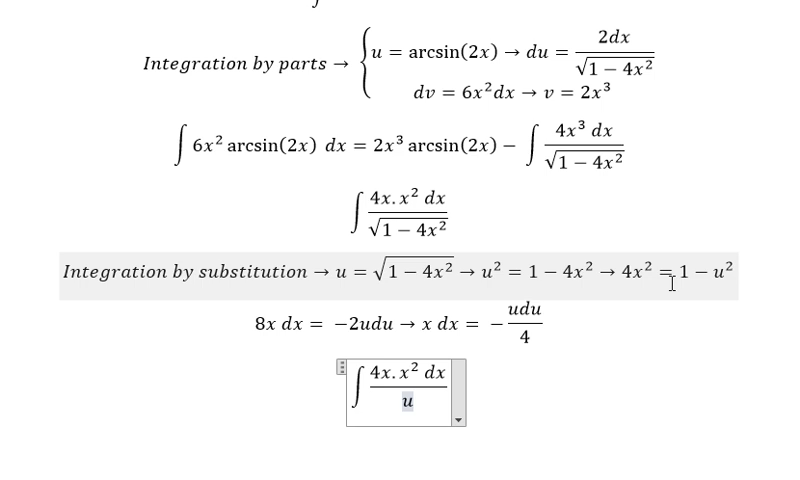 Integration by parts → { u = arcsin(2x) → du = 2dx / √(1 − 4x²)
dv = 6x²dx → v = 2x³
∫ 6x² arcsin(2x) dx = 2x³ arcsin(2x) − ∫ 4x³ dx / √(1 − 4x²)
∫ 4x.x² dx / √(1 − 4x²)
Integration by substitution → u = √(1 − 4x²) → u² = 1 − 4x² → 4x² = 1 − u²
8x dx = −2udu → x dx = − udu / 4
∫ 4x.x² dx / u